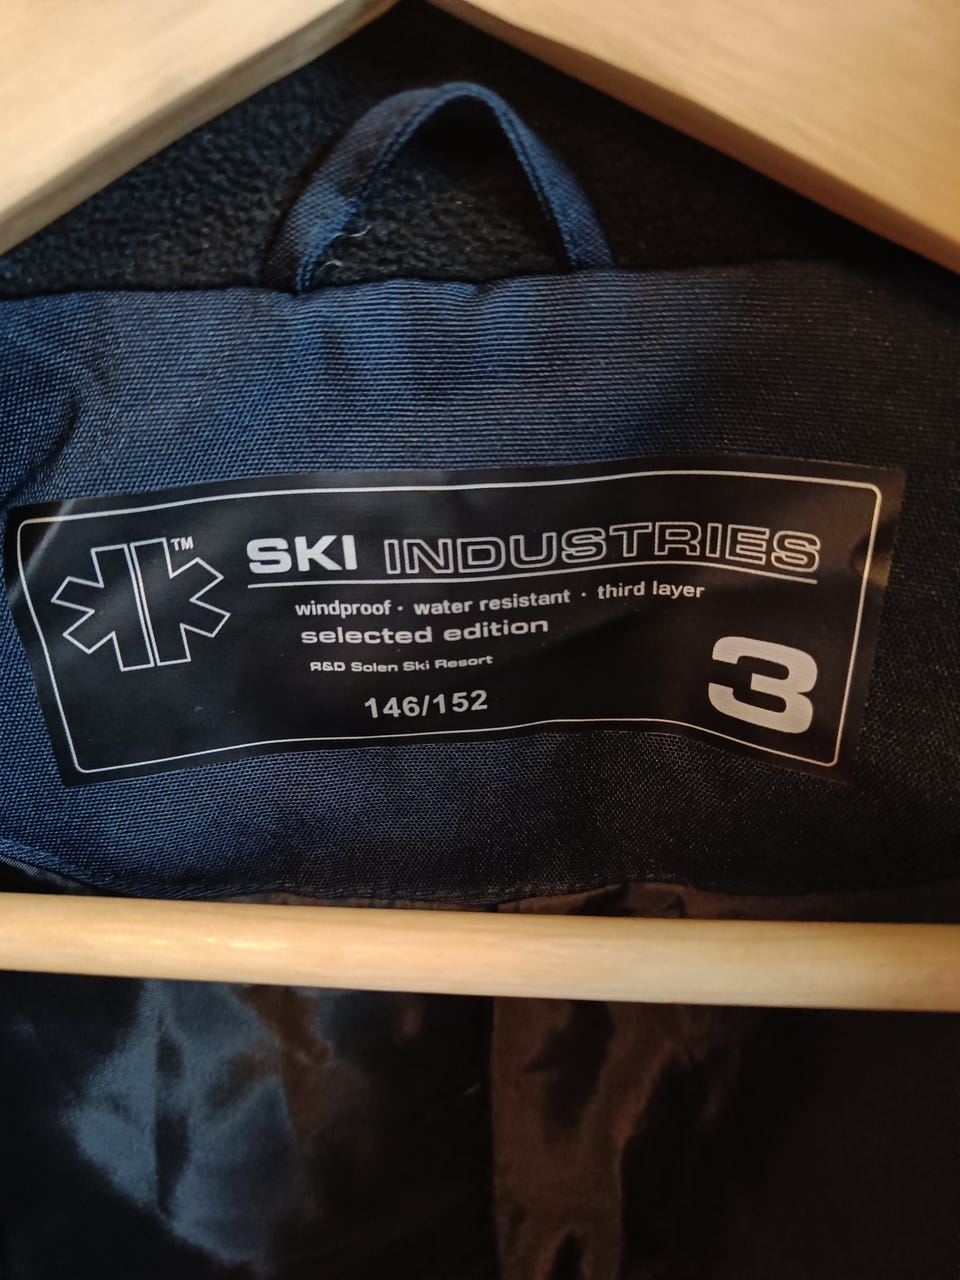 TM
SKI INDUSTRIES
windproof · water resistant · third layer
selected edition
R&D Solen Ski Resort
146/152
3